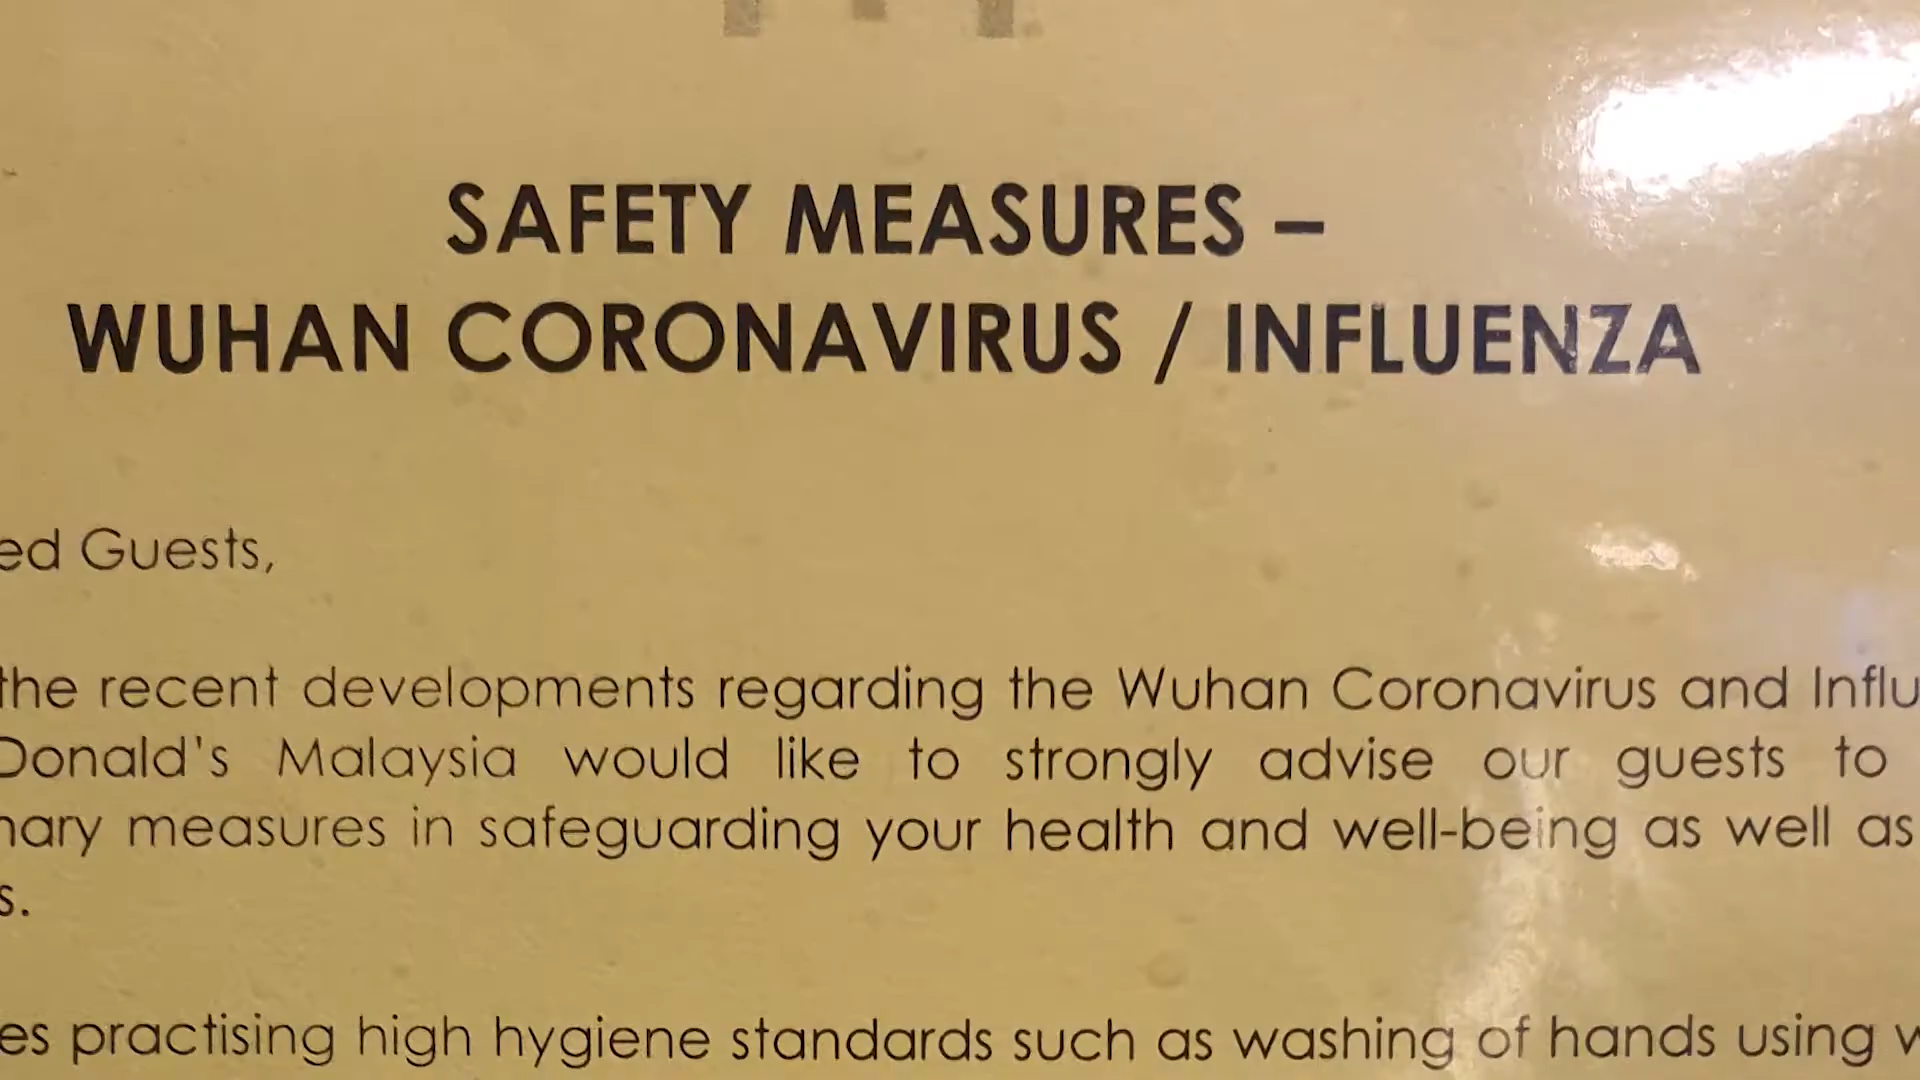 SAFETY MEASURES –
WUHAN CORONAVIRUS / INFLUENZA
ed Guests,
the recent developments regarding the Wuhan Coronavirus and Influ
Donald's Malaysia would like to strongly advise our guests to
nary measures in safeguarding your health and well-being as well as
s.
es practising high hygiene standards such as washing of hands using w